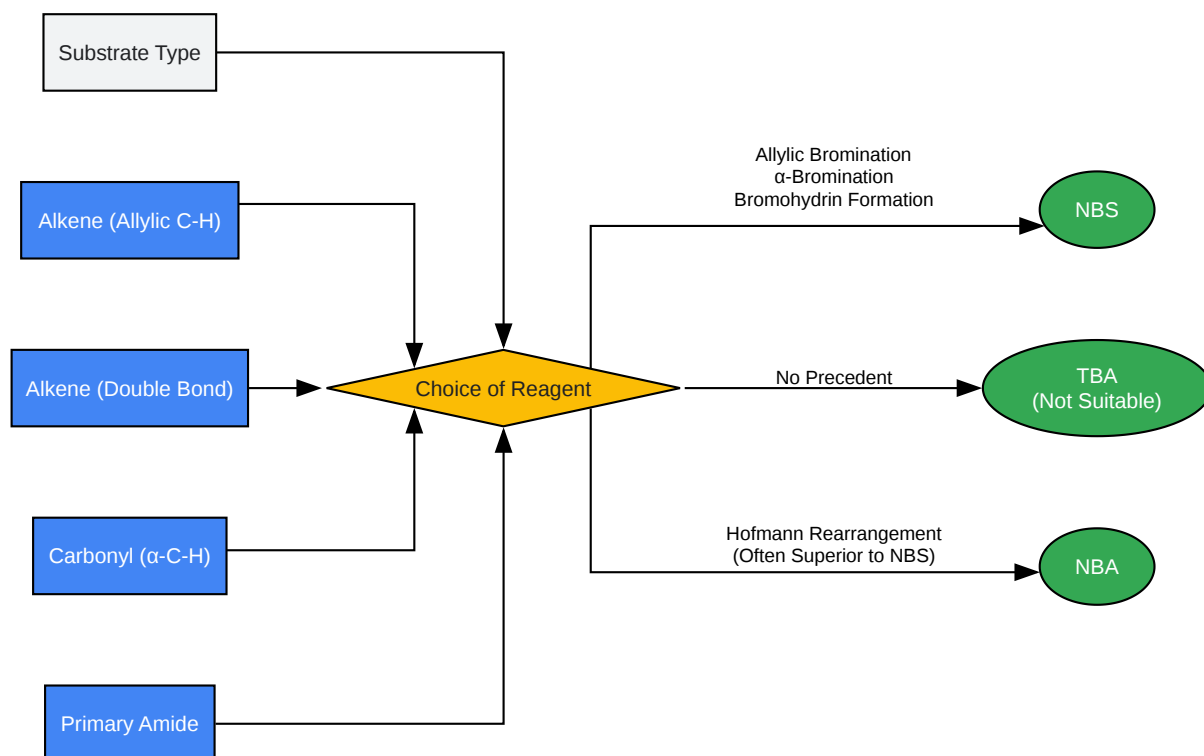 Substrate Type
Alkene (Allylic C-H)
Alkene (Double Bond)
Carbonyl (α-C-H)
Primary Amide
Choice of Reagent
Allylic Bromination
α-Bromination
Bromohydrin Formation
NBS
No Precedent
TBA
(Not Suitable)
Hofmann Rearrangement
(Often Superior to NBS)
NBA